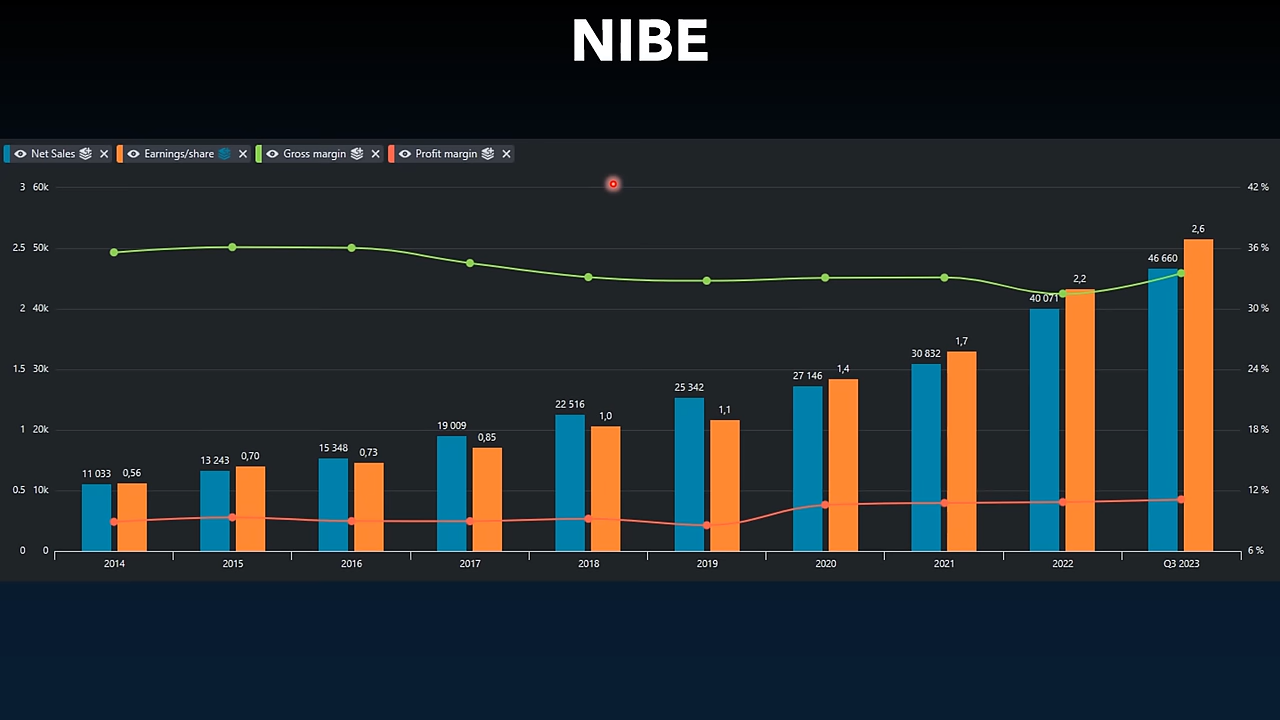 NIBE
Net Sales Earnings/share Gross margin Profit margin
3 60k 42 %
2.5 50k 36 %
2 40k 30 %
1.5 30k 24 %
1 20k 18 %
0.5 10k 12 %
0 0 6 %
11 033 0,56
13 243 0,70
15 348 0,73
19 009 0,85
22 516 1,0
25 342 1,1
27 146 1,4
30 832 1,7
40 071 2,2
46 660 2,6
2014 2015 2016 2017 2018 2019 2020 2021 2022 Q3 2023